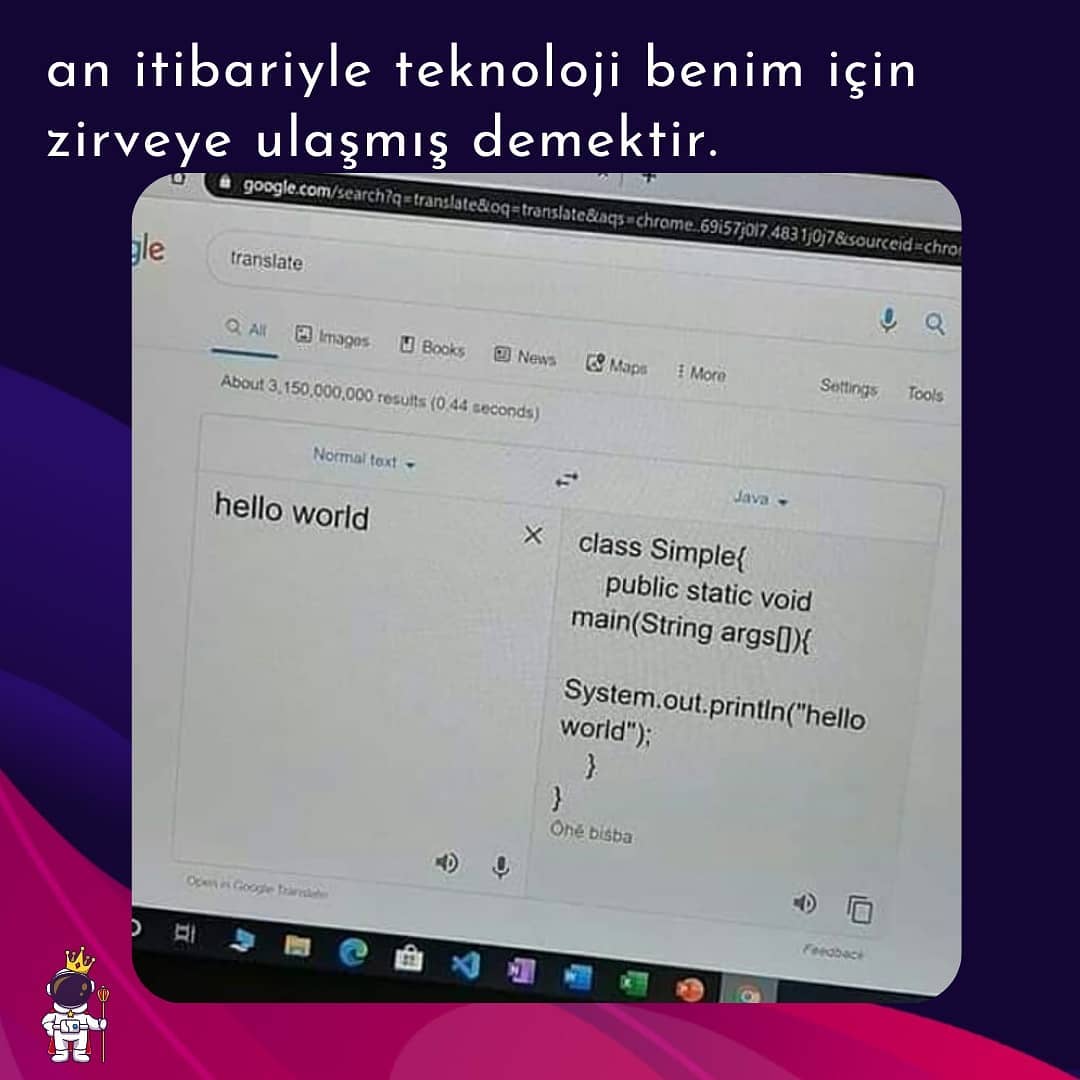 an itibariyle teknoloji benim için
zirveye ulaşmış demektir.
google.com/search?q=translate&oq=translate&aqs=chrome..69i57j0l7.4831j0j7&sourceid=chro
gle
translate
All Images Books News Maps More Settings Tools
About 3,150,000,000 results (0.44 seconds)
Normal text Java
hello world
class Simple{
public static void
main(String args[]){
System.out.println("hello
world");
}
}
Ōhē bisba
Open in Google Translate
Feedback